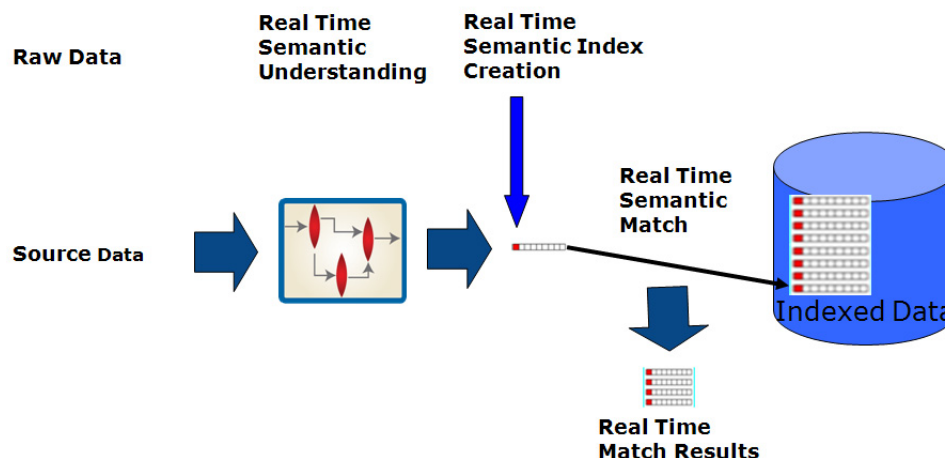 Raw Data
Real Time
Semantic
Understanding
Real Time
Semantic Index
Creation
Source Data
Real Time
Semantic
Match
Indexed Data
Real Time
Match Results